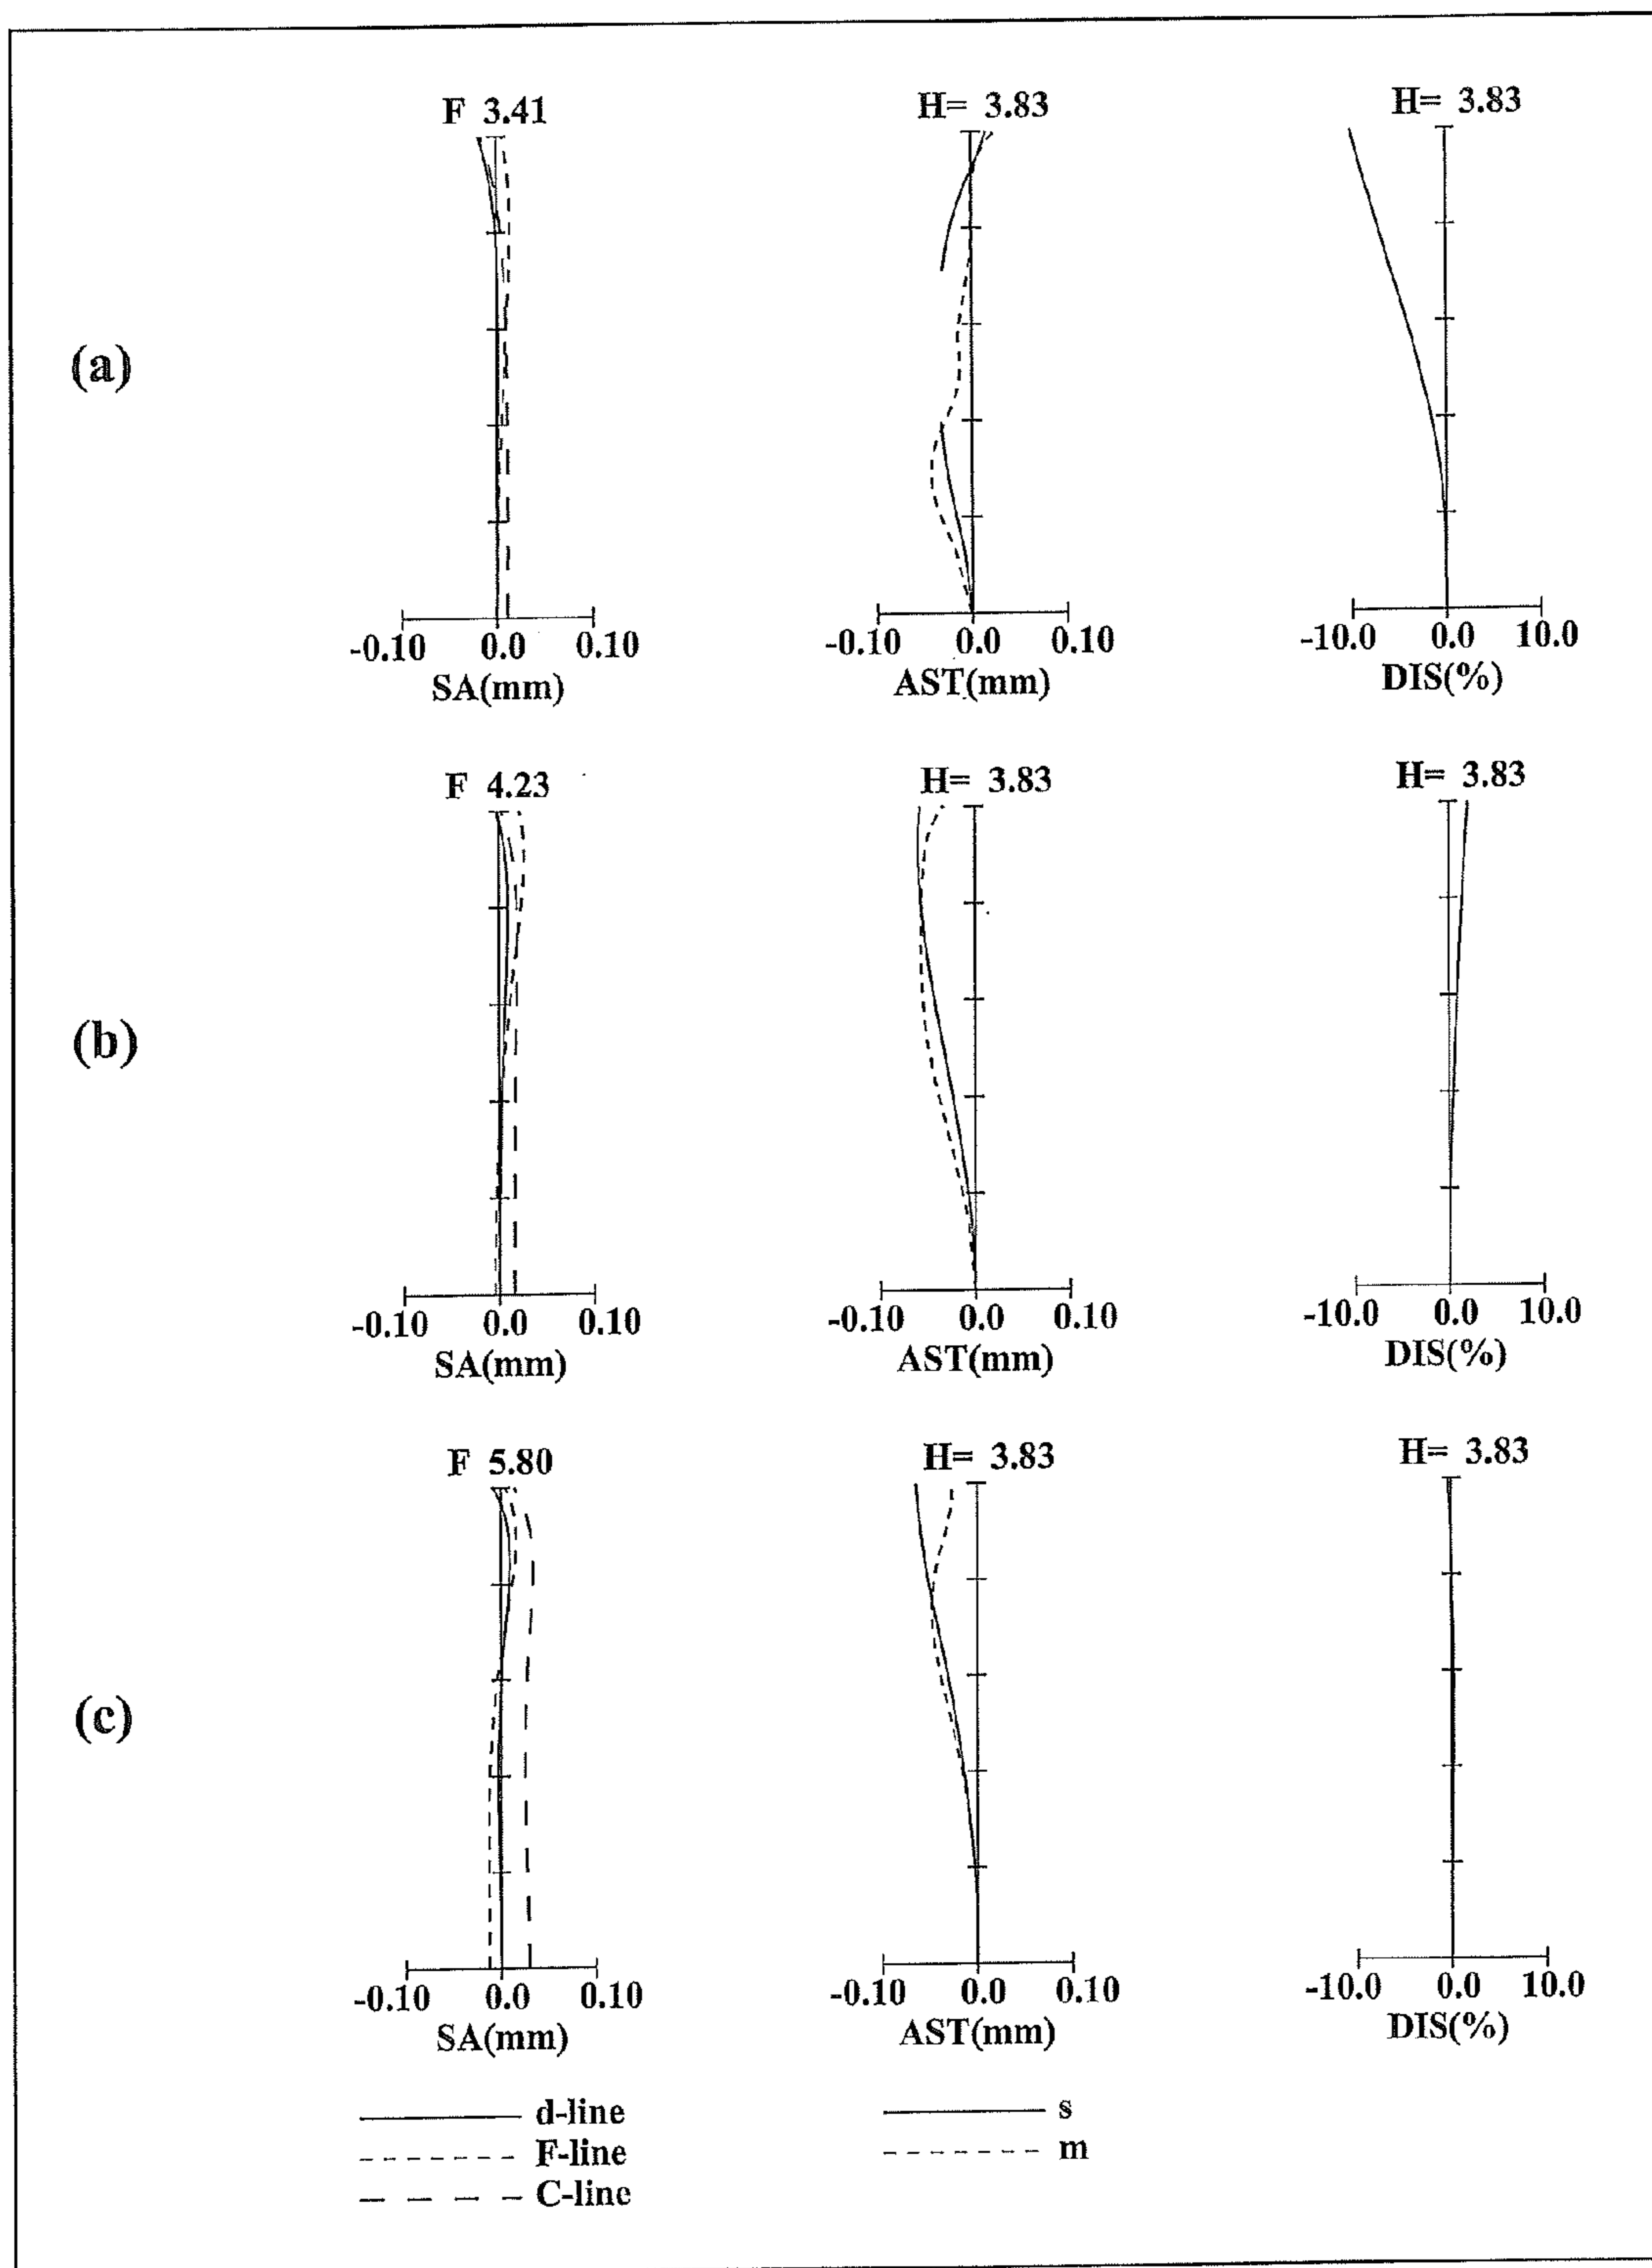 F 3.41
H= 3.83
H= 3.83
(a)
-0.10 0.0 0.10
SA(mm)
-0.10 0.0 0.10
AST(mm)
-10.0 0.0 10.0
DIS(%)
F 4.23
H= 3.83
H= 3.83
(b)
-0.10 0.0 0.10
SA(mm)
-0.10 0.0 0.10
AST(mm)
-10.0 0.0 10.0
DIS(%)
F 5.80
H= 3.83
H= 3.83
(c)
-0.10 0.0 0.10
SA(mm)
-0.10 0.0 0.10
AST(mm)
-10.0 0.0 10.0
DIS(%)
d-line
F-line
C-line
s
m